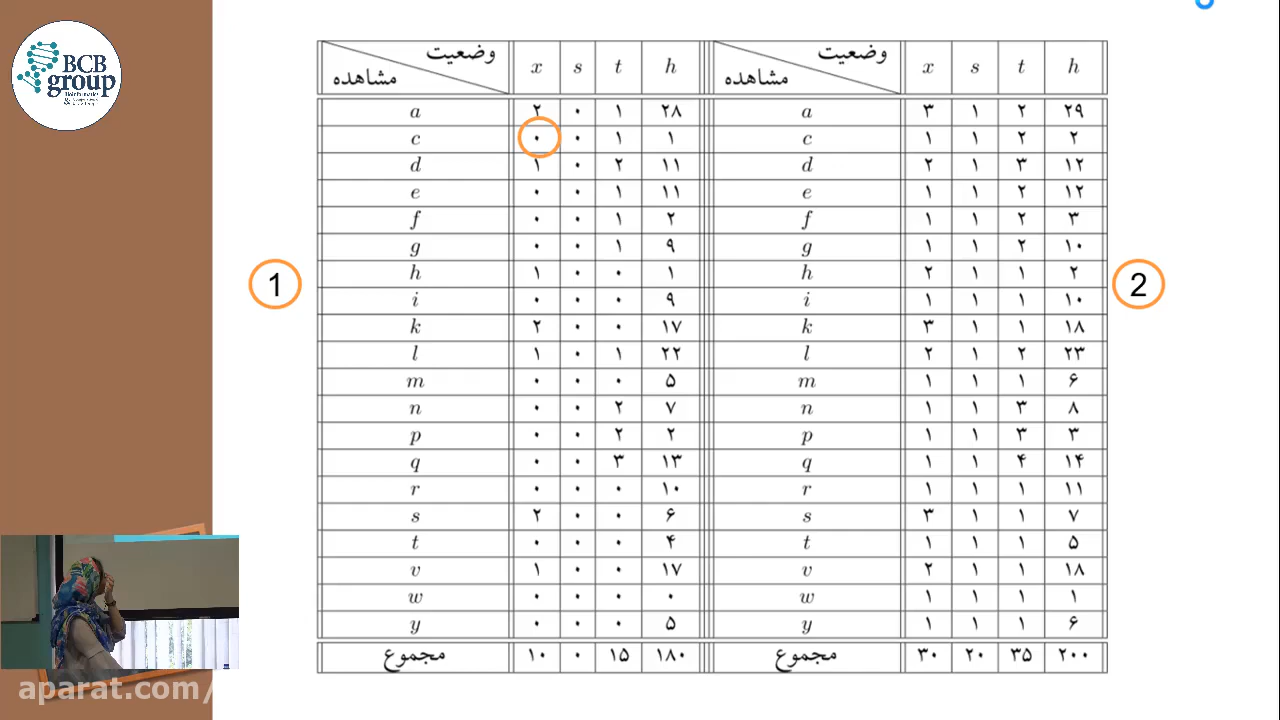 BCB
group
وضعیت x s t h وضعیت x s t h
مشاهده مشاهده
a ۲ ۰ ۱ ۲۸ a ۳ ۱ ۲ ۲۹
c ۰ ۰ ۱ ۱ c ۱ ۱ ۲ ۲
d ۱ ۰ ۲ ۱۱ d ۲ ۱ ۳ ۱۲
e ۰ ۰ ۱ ۱۱ e ۱ ۱ ۲ ۱۲
f ۰ ۰ ۱ ۲ f ۱ ۱ ۲ ۳
g ۰ ۰ ۱ ۹ g ۱ ۱ ۲ ۱۰
h ۱ ۰ ۰ ۱ h ۲ ۱ ۱ ۲
1 2
i ۰ ۰ ۰ ۹ i ۱ ۱ ۱ ۱۰
k ۲ ۰ ۰ ۱۷ k ۳ ۱ ۱ ۱۸
l ۱ ۰ ۱ ۲۲ l ۲ ۱ ۲ ۲۳
m ۰ ۰ ۰ ۵ m ۱ ۱ ۱ ۶
n ۰ ۰ ۲ ۷ n ۱ ۱ ۳ ۸
p ۰ ۰ ۲ ۲ p ۱ ۱ ۳ ۳
q ۰ ۰ ۳ ۱۳ q ۱ ۱ ۴ ۱۴
r ۰ ۰ ۰ ۱۰ r ۱ ۱ ۱ ۱۱
s ۲ ۰ ۰ ۶ s ۳ ۱ ۱ ۷
t ۰ ۰ ۰ ۴ t ۱ ۱ ۱ ۵
v ۱ ۰ ۰ ۱۷ v ۲ ۱ ۱ ۱۸
w ۰ ۰ ۰ ۰ w ۱ ۱ ۱ ۱
y ۰ ۰ ۰ ۵ y ۱ ۱ ۱ ۶
مجموع ۱۰ ۰ ۱۵ ۱۸۰ مجموع ۳۰ ۲۰ ۳۵ ۲۰۰
aparat.com/